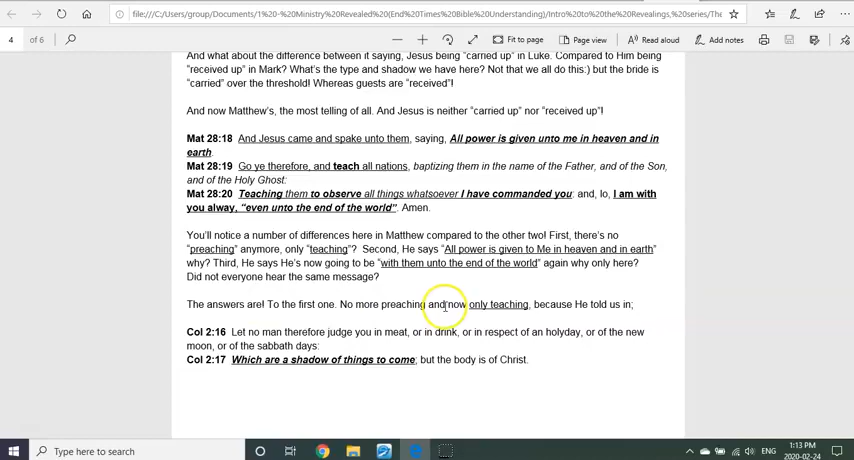 file:///C:/Users/group/Documents/1%20-%20Ministry%20Revealed(End%20Times%20Bible%20Understanding)/Intro%20to%20the%20Revealings,%20series/The
4 of 6
Fit to page
Page view
Read aloud
Add notes
And what about the difference between it saying, Jesus being “carried up” in Luke. Compared to Him being
“received up” in Mark? What’s the type and shadow we have here? Not that we all do this:) but the bride is
“carried” over the threshold! Whereas guests are “received”!
And now Matthew’s, the most telling of all. And Jesus is neither “carried up” nor “received up”!
Mat 28:18 And Jesus came and spake unto them, saying, All power is given unto me in heaven and in
earth.
Mat 28:19 Go ye therefore, and teach all nations, baptizing them in the name of the Father, and of the Son,
and of the Holy Ghost:
Mat 28:20 Teaching them to observe all things whatsoever I have commanded you: and, lo, I am with
you alway, “even unto the end of the world”. Amen.
You’ll notice a number of differences here in Matthew compared to the other two! First, there’s no
“preaching” anymore, only “teaching”? Second, He says “All power is given to Me in heaven and in earth”
why? Third, He says He’s now going to be “with them unto the end of the world” again why only here?
Did not everyone hear the same message?
The answers are! To the first one. No more preaching and now only teaching, because He told us in;
Col 2:16 Let no man therefore judge you in meat, or in drink, or in respect of an holyday, or of the new
moon, or of the sabbath days:
Col 2:17 Which are a shadow of things to come; but the body is of Christ.
Type here to search
ENG
1:13 PM
2020-02-24